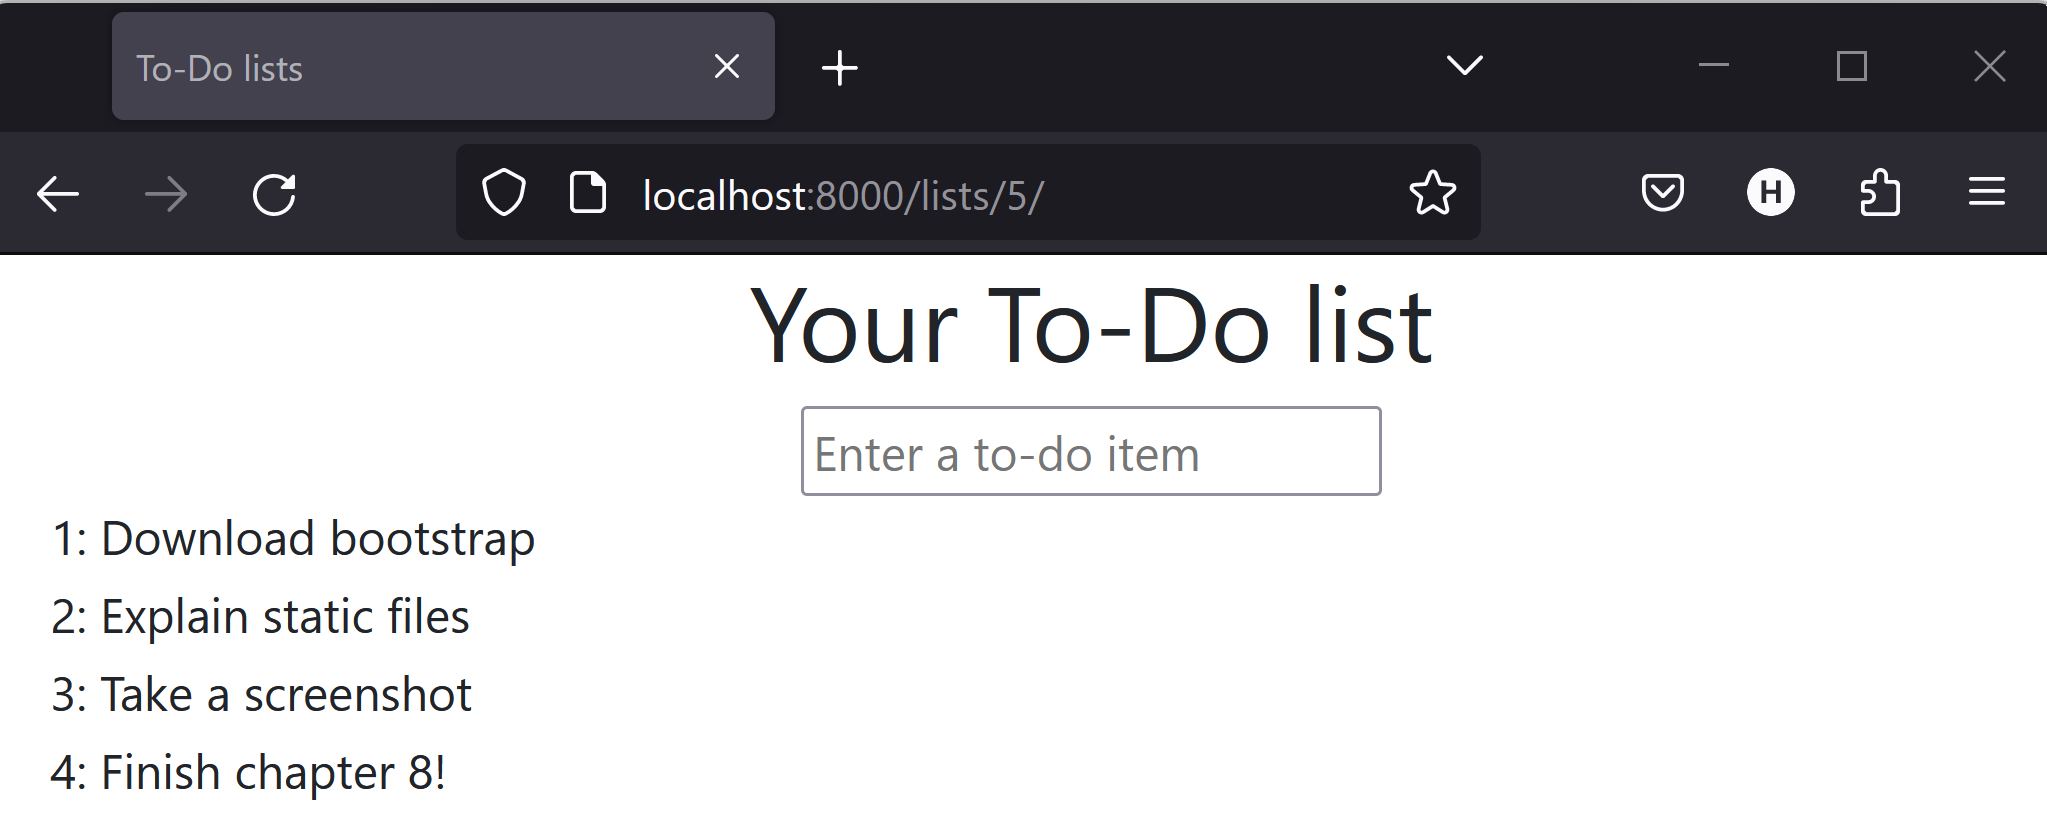 To-Do lists
localhost:8000/lists/5/
H
Your To-Do list
Enter a to-do item
1: Download bootstrap
2: Explain static files
3: Take a screenshot
4: Finish chapter 8!